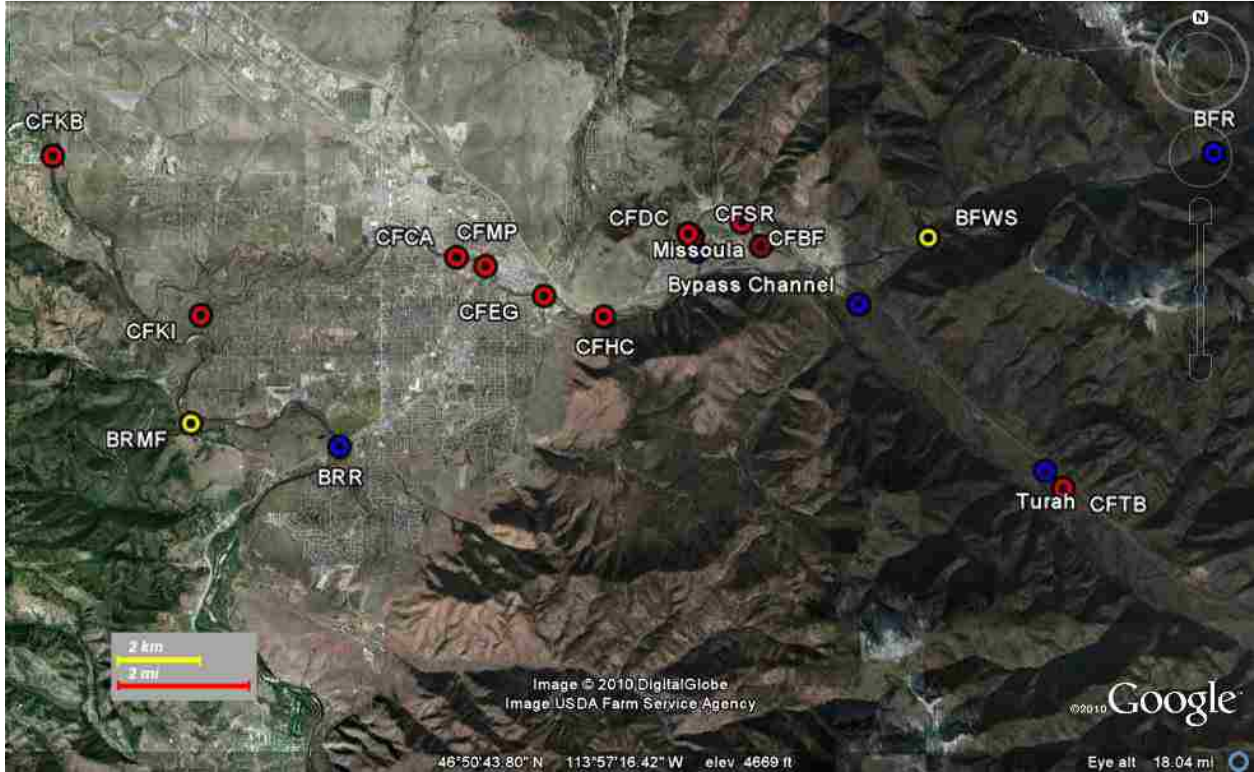 N
BFR
CFKB
CFSR
CFDC
BFWS
CFMP
CFCA
CFBF
Missoula
Bypass Channel
CFEG
CFKI
CFHC
BRMF
BRR
Turah
CFTB
2 km
2 mi
Image © 2010 DigitalGlobe
Image USDA Farm Service Agency
©2010 Google
46°50'43.80" N 113°57'16.42" W elev 4669 ft
Eye alt 18.04 mi